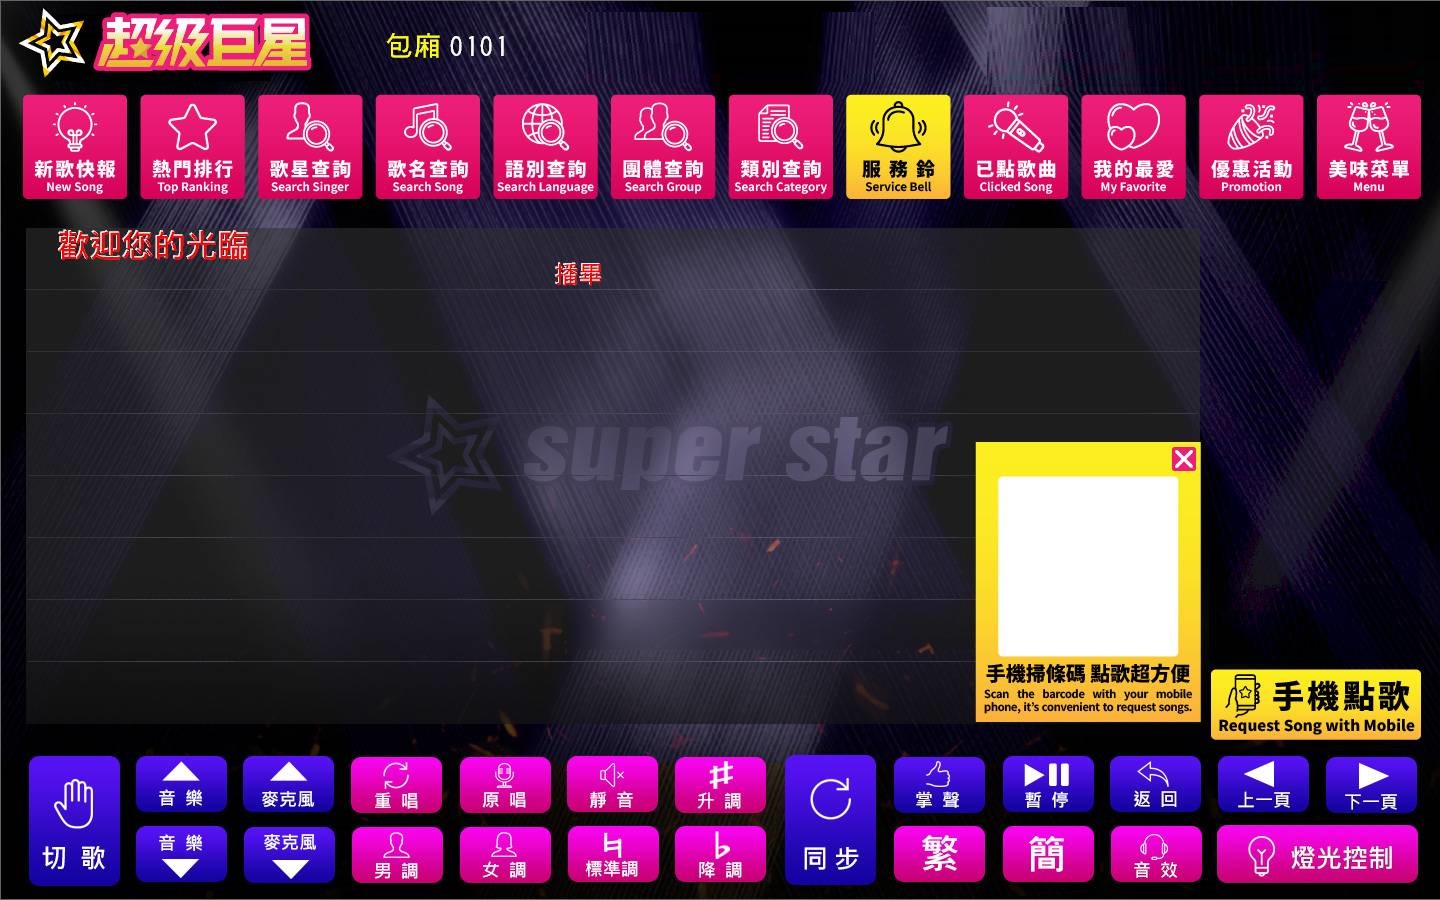 超级巨星
包廂 0101
新歌快報
New Song
熱門排行
Top Ranking
歌星查詢
Search Singer
歌名查詢
Search Song
語別查詢
Search Language
團體查詢
Search Group
類別查詢
Search Category
服務鈴
Service Bell
已點歌曲
Clicked Song
我的最愛
My Favorite
優惠活動
Promotion
美味菜單
Menu
歡迎您的光臨
播畢
super star
手機掃條碼 點歌超方便
Scan the barcode with your mobile
phone, it's convenient to request songs.
手機點歌
Request Song with Mobile
切歌
音樂
麥克風
重唱
原唱
靜音
升調
同步
掌聲
暫停
返回
上一頁
下一頁
音樂
麥克風
男調
女調
標準調
降調
繁
簡
音效
燈光控制